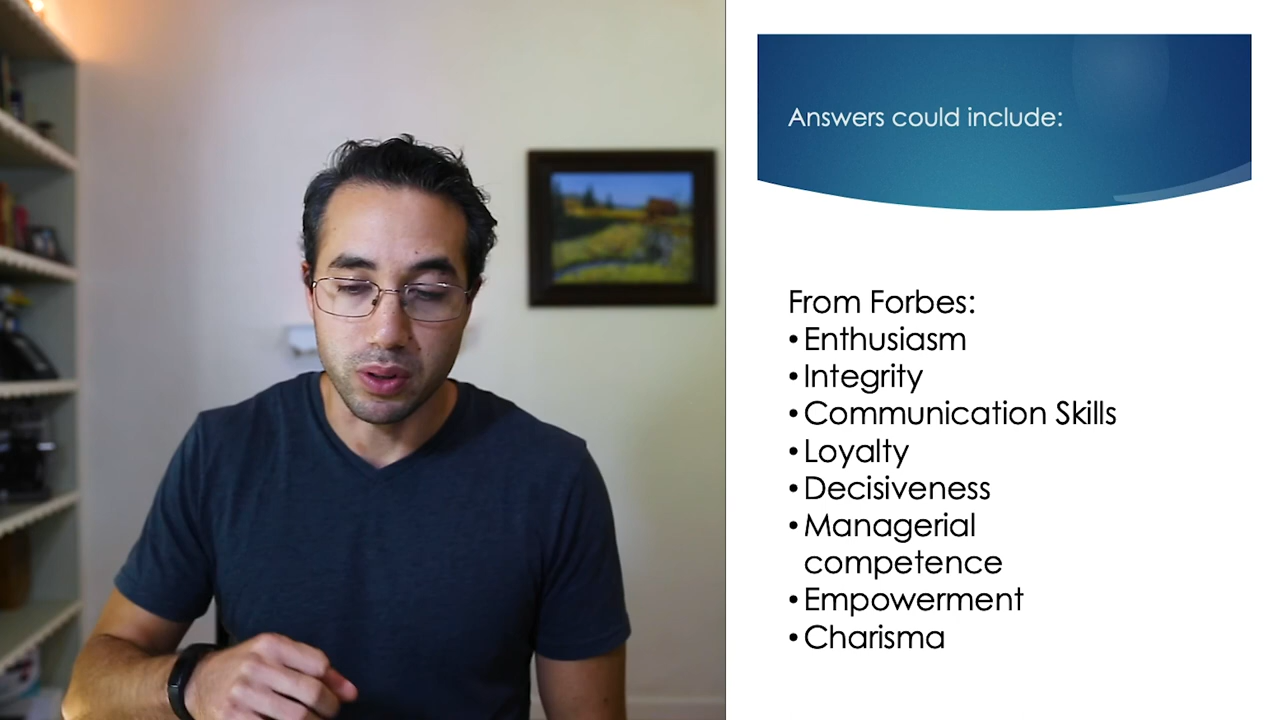 Answers could include:
From Forbes:
• Enthusiasm
• Integrity
• Communication Skills
• Loyalty
• Decisiveness
• Managerial
competence
• Empowerment
• Charisma